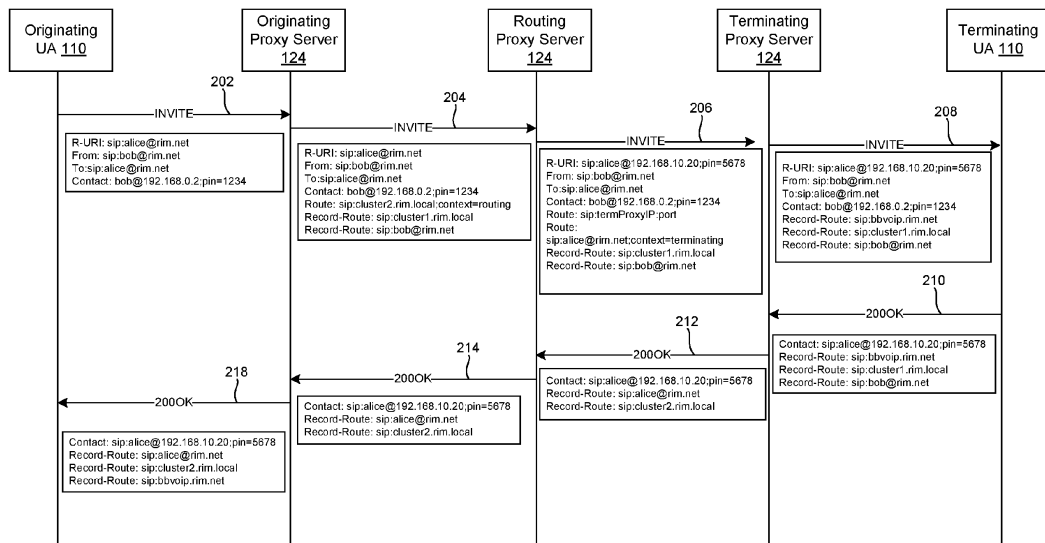 Originating
UA 110
Originating
Proxy Server
124
Routing
Proxy Server
124
Terminating
Proxy Server
124
Terminating
UA 110
202
INVITE
R-URI: sip:alice@rim.net
From: sip:bob@rim.net
To:sip:alice@rim.net
Contact: bob@192.168.0.2;pin=1234
204
INVITE
R-URI: sip:alice@rim.net
From: sip:bob@rim.net
To:sip:alice@rim.net
Contact: bob@192.168.0.2;pin=1234
Route: sip:cluster2.rim.local;context=routing
Record-Route: sip:cluster1.rim.local
Record-Route: sip:bob@rim.net
206
INVITE
R-URI: sip:alice@192.168.10.20;pin=5678
From: sip:bob@rim.net
To:sip:alice@rim.net
Contact: bob@192.168.0.2;pin=1234
Route: sip:termProxyIP:port
Route:
sip:alice@rim.net;context=terminating
Record-Route: sip:cluster1.rim.local
Record-Route: sip:bob@rim.net
208
INVITE
R-URI: sip:alice@192.168.10.20;pin=5678
From: sip:bob@rim.net
To:sip:alice@rim.net
Contact: bob@192.168.0.2;pin=1234
Record-Route: sip:bbvoip.rim.net
Record-Route: sip:cluster1.rim.local
Record-Route: sip:bob@rim.net
210
200OK
Contact: sip:alice@192.168.10.20;pin=5678
Record-Route: sip:bbvoip.rim.net
Record-Route: sip:cluster1.rim.local
Record-Route: sip:bob@rim.net
212
200OK
Contact: sip:alice@192.168.10.20;pin=5678
Record-Route: sip:alice@rim.net
Record-Route: sip:cluster2.rim.local
214
200OK
Contact: sip:alice@192.168.10.20;pin=5678
Record-Route: sip:alice@rim.net
Record-Route: sip:cluster2.rim.local
218
200OK
Contact: sip:alice@192.168.10.20;pin=5678
Record-Route: sip:alice@rim.net
Record-Route: sip:cluster2.rim.local
Record-Route: sip:bbvoip.rim.net